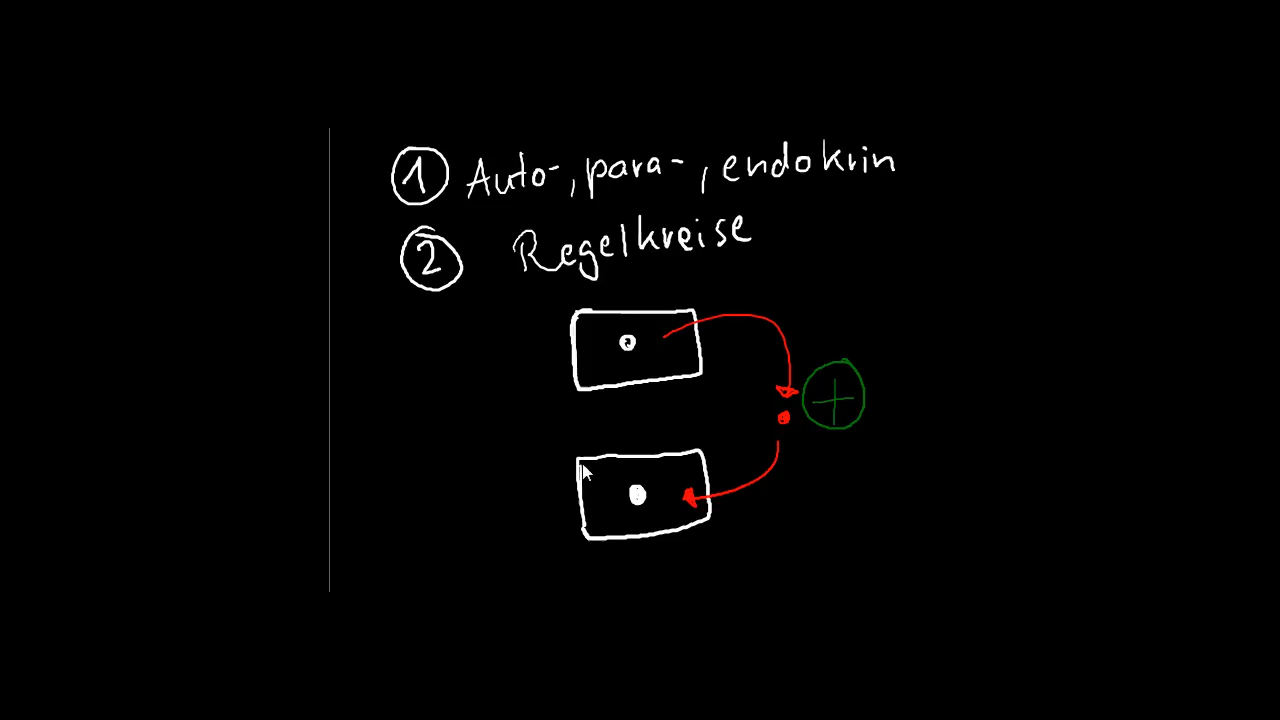 1 Auto-, para-, endokrin
2 Regelkreise
+